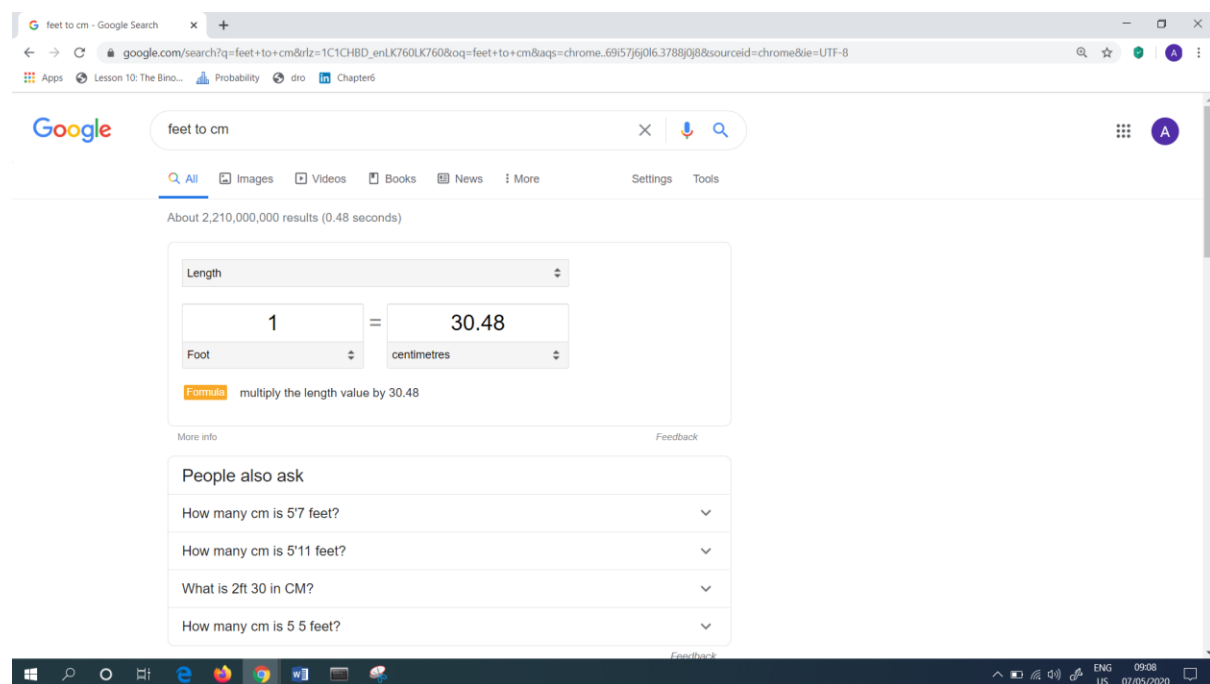 feet to cm - Google Search
google.com/search?q=feet+to+cm&rlz=1C1CHBD_enLK760LK760&oq=feet+to+cm&aqs=chrome..69i57j6j0l6.3788j0j8&sourceid=chrome&ie=UTF-8
A
Apps Lesson 10: The Bino... Probability dro Chapter6
Google feet to cm A
All Images Videos Books News More Settings Tools
About 2,210,000,000 results (0.48 seconds)
Length
1 = 30.48
Foot centimetres
Formula multiply the length value by 30.48
More info Feedback
People also ask
How many cm is 5'7 feet?
How many cm is 5'11 feet?
What is 2ft 30 in CM?
How many cm is 5 5 feet?
Feedback
ENG 09:08
US 07/05/2020